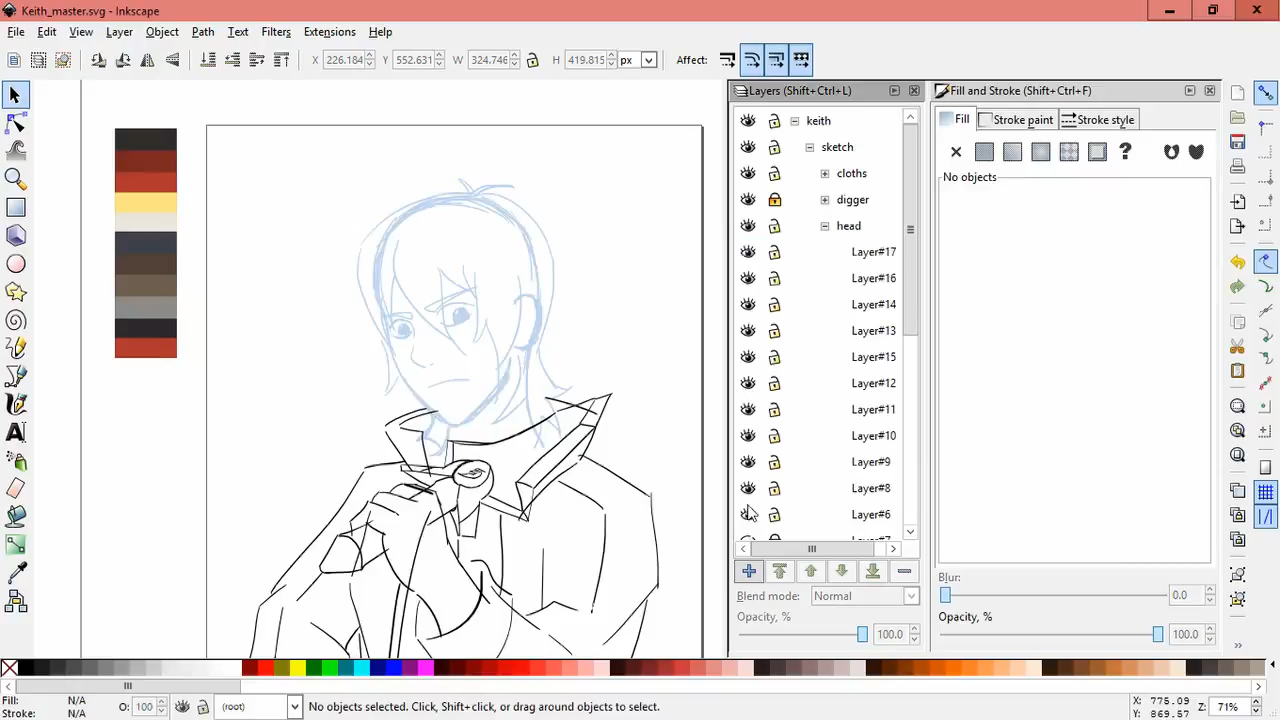 Keith_master.svg - Inkscape
File Edit View Layer Object Path Text Filters Extensions Help
X 226.184 Y 552.631 W 324.746 H 419.815 px Affect:
Layers (Shift+Ctrl+L)
keith
sketch
cloths
digger
head
Layer#17
Layer#16
Layer#14
Layer#13
Layer#15
Layer#12
Layer#11
Layer#10
Layer#9
Layer#8
Layer#6
Layer#7
Blend mode: Normal
Opacity, %
100.0
Fill and Stroke (Shift+Ctrl+F)
Fill Stroke paint Stroke style
?
No objects
Blur:
0.0
Opacity, %
100.0
Fill: N/A
Stroke: N/A
O: 100
(root)
No objects selected. Click, Shift+click, or drag around objects to select.
X: 775.09
Y: 869.57
Z: 71%